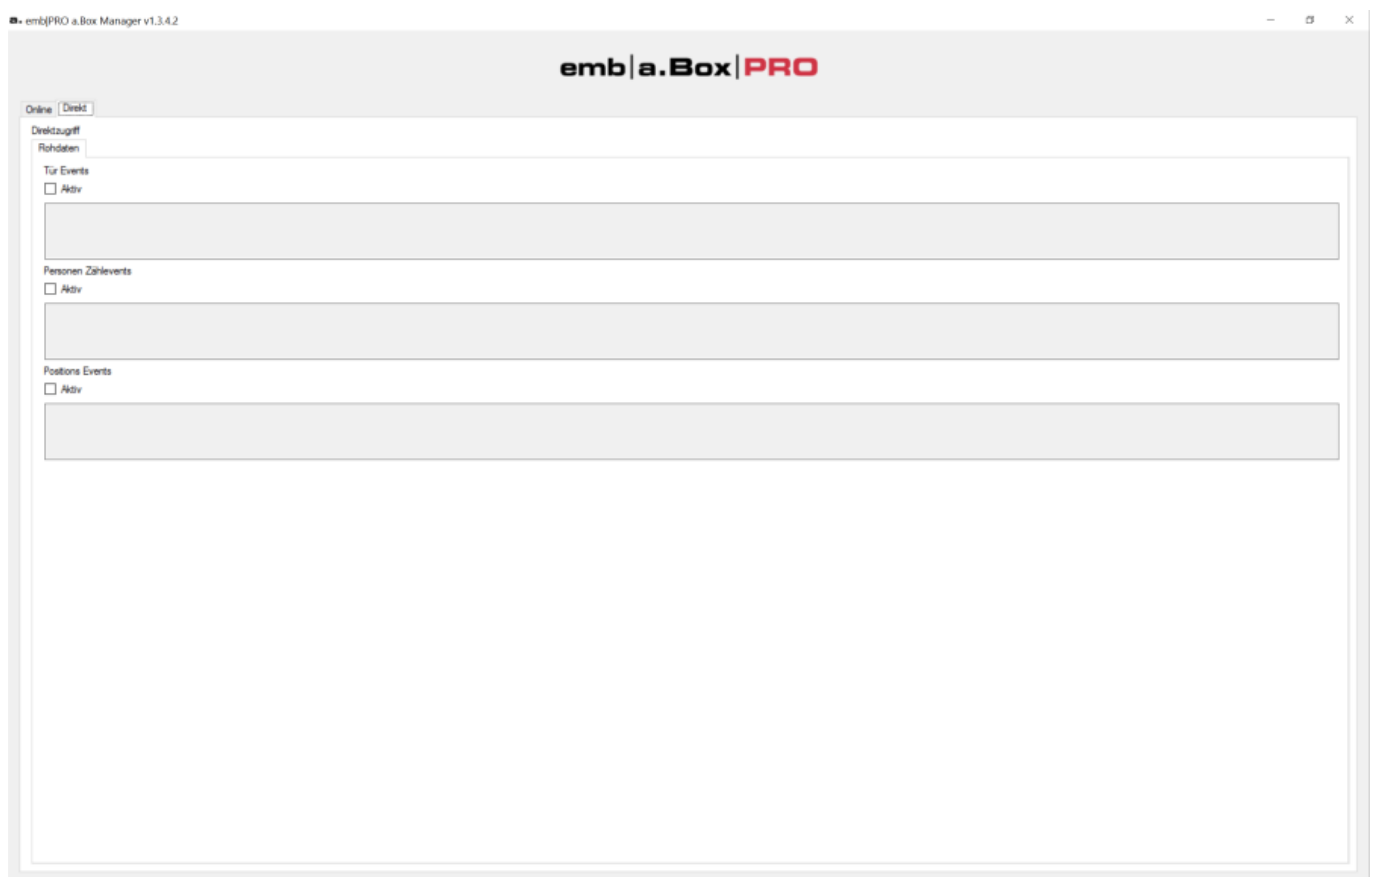 a. emb|PRO a.Box Manager v1.3.4.2
emb|a.Box|PRO
Online Direkt
Direktzugriff
Rohdaten
Tür Events
Aktiv
Personen Zählevents
Aktiv
Positions Events
Aktiv